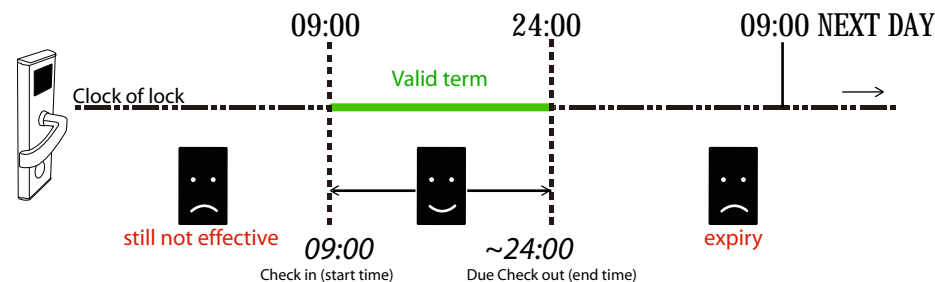 09:00
24:00
09:00 NEXT DAY
Valid term
Clock of lock
still not effective
expiry
09:00
~24:00
Check in (start time)
Due Check out (end time)